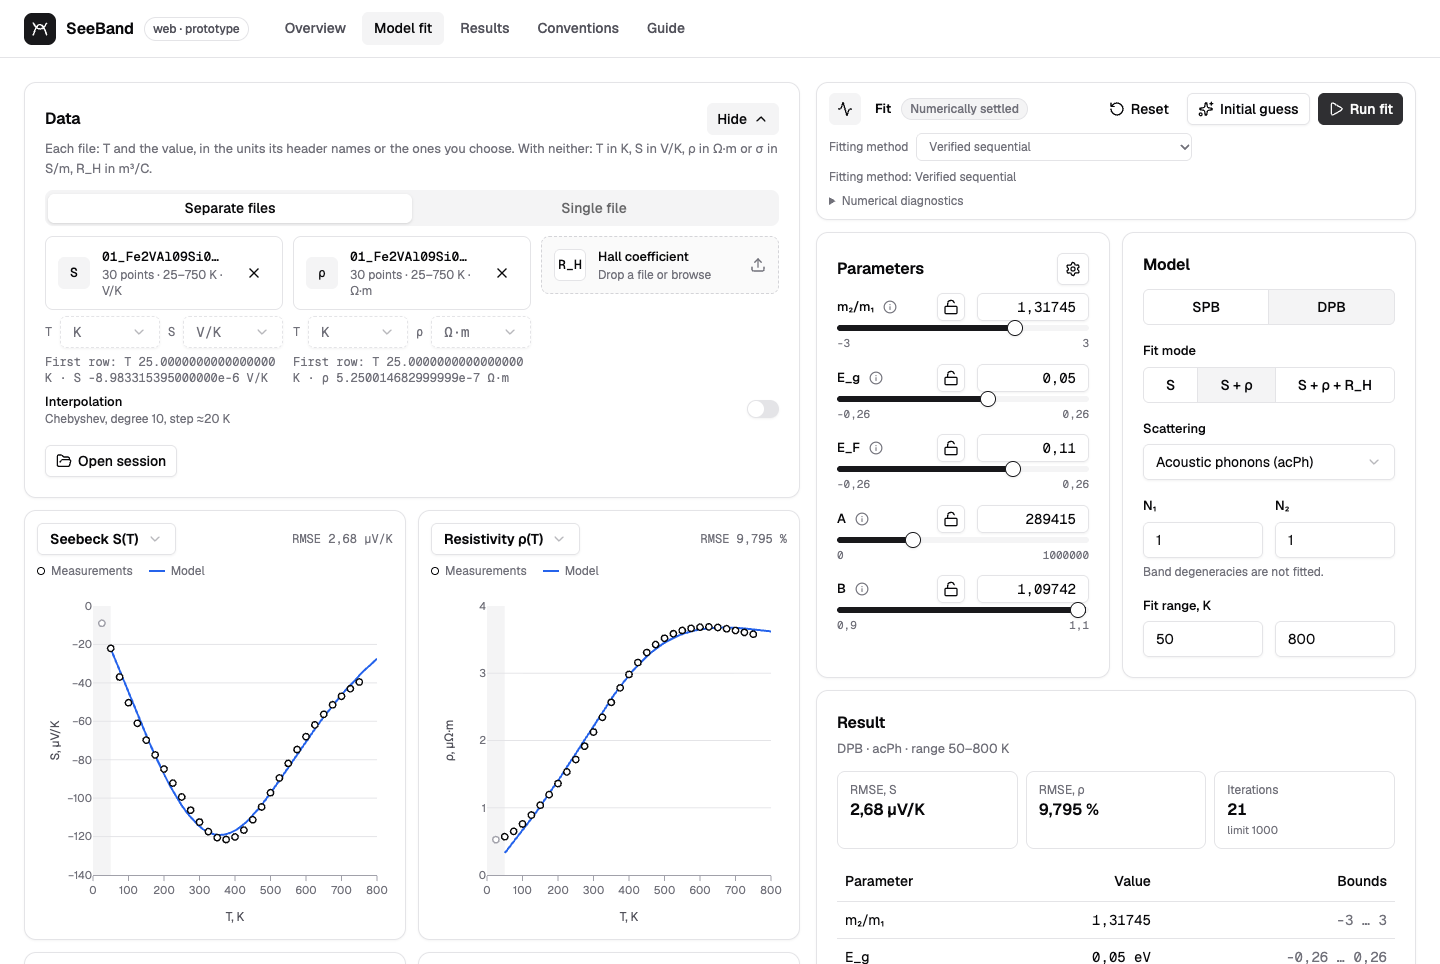 SeeBand
web · prototype
Overview
Model fit
Results
Conventions
Guide
Data
Hide
Each file: T and the value, in the units its header names or the ones you choose. With neither: T in K, S in V/K, ρ in Ω·m or σ in
S/m, R_H in m³/C.
Separate files
Single file
S
01_Fe2VAl09Si0…
30 points · 25–750 K ·
V/K
ρ
01_Fe2VAl09Si0…
30 points · 25–750 K ·
Ω·m
R_H
Hall coefficient
Drop a file or browse
T
K
S
V/K
T
K
ρ
Ω·m
First row: T 25.0000000000000000
K · S -8.983315395000000e-6 V/K
First row: T 25.0000000000000000
K · ρ 5.250014682999999e-7 Ω·m
Interpolation
Chebyshev, degree 10, step ≈20 K
Open session
Seebeck S(T)
RMSE 2,68 µV/K
Measurements
Model
0
−20
−40
−60
−80
−100
−120
−140
S, µV/K
0 100 200 300 400 500 600 700 800
T, K
Resistivity ρ(T)
RMSE 9,795 %
Measurements
Model
4
3
2
1
0
ρ, µΩ·m
0 100 200 300 400 500 600 700 800
T, K
Fit
Numerically settled
Reset
Initial guess
Run fit
Fitting method
Verified sequential
Fitting method: Verified sequential
Numerical diagnostics
Parameters
m₂/m₁
1,31745
-3
3
E_g
0,05
-0,26
0,26
E_F
0,11
-0,26
0,26
A
289415
0
1000000
B
1,09742
0,9
1,1
Model
SPB
DPB
Fit mode
S
S + ρ
S + ρ + R_H
Scattering
Acoustic phonons (acPh)
N₁
N₂
1
1
Band degeneracies are not fitted.
Fit range, K
50
800
Result
DPB · acPh · range 50–800 K
RMSE, S
2,68 µV/K
RMSE, ρ
9,795 %
Iterations
21
limit 1000
Parameter
Value
Bounds
m₂/m₁
1,31745
-3 … 3
E_g
0,05 eV
-0,26 … 0,26